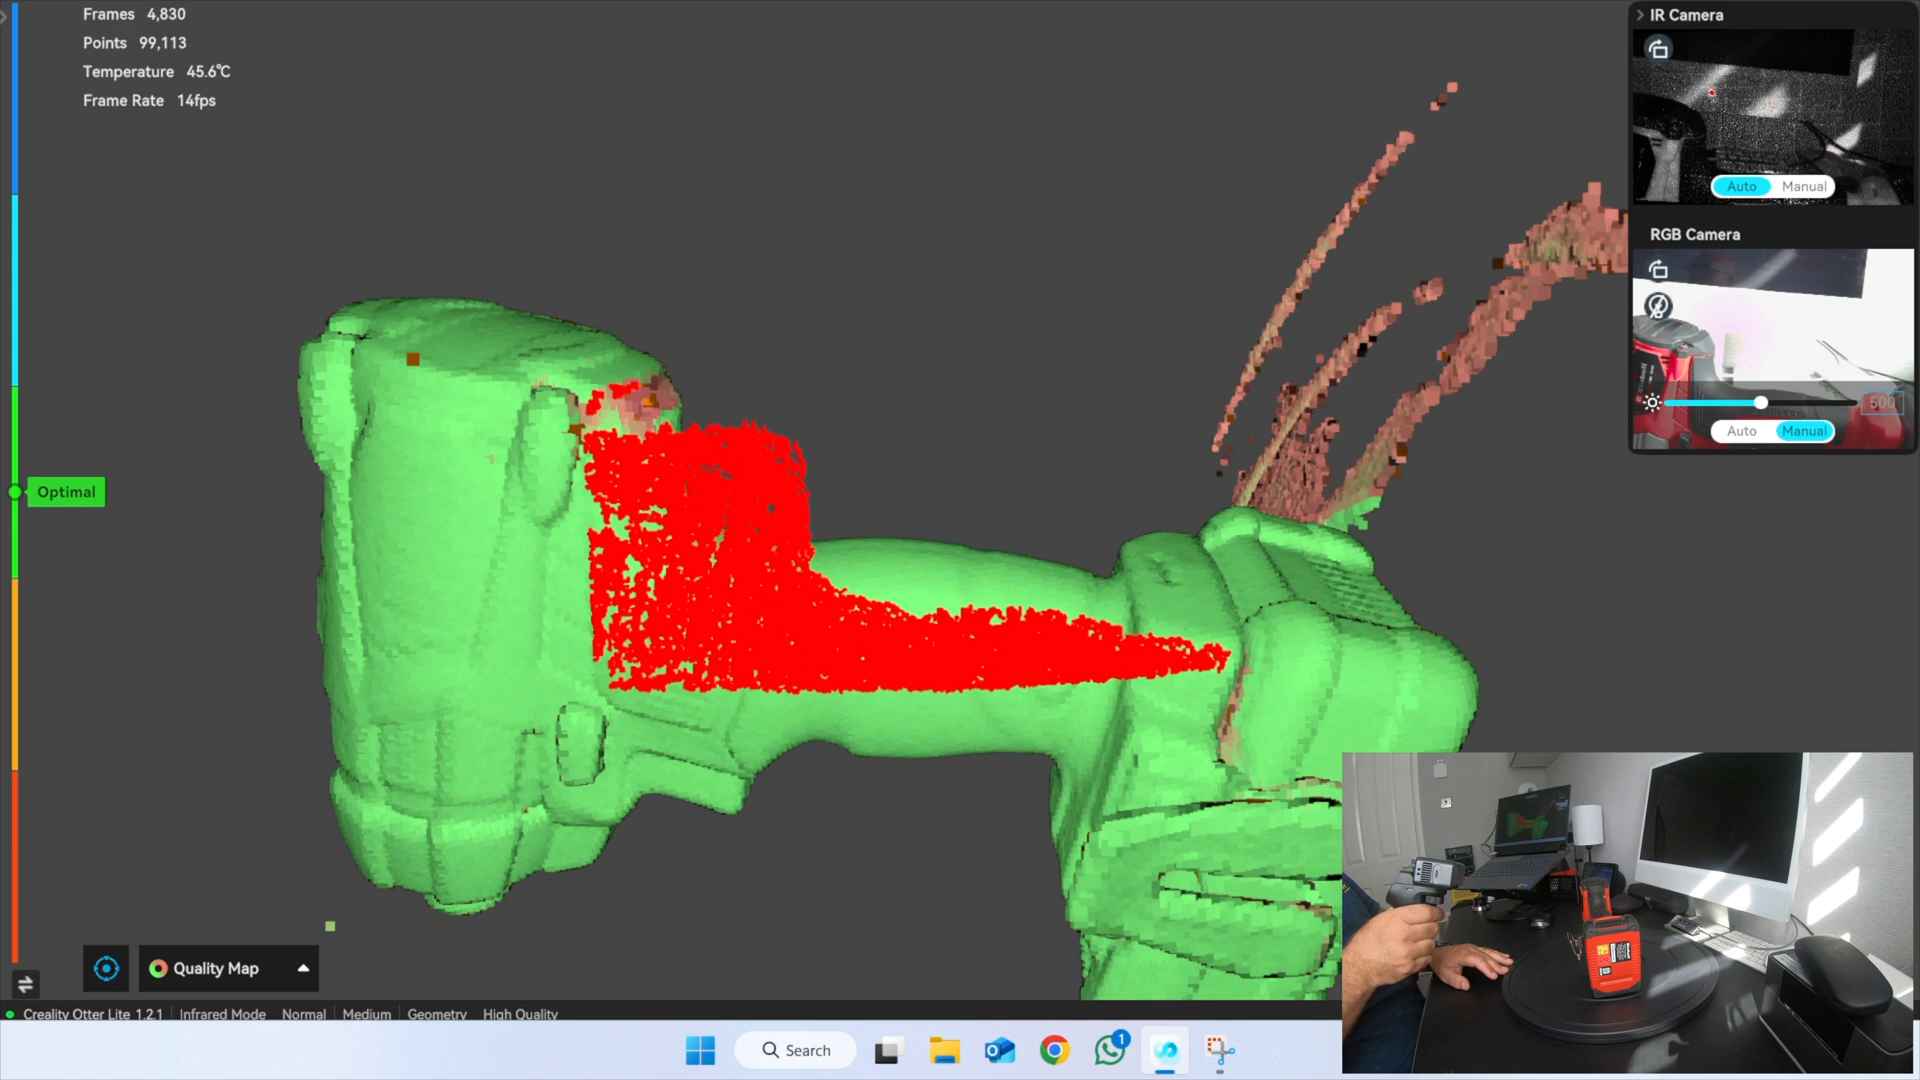 Frames 4,830
Points 99,113
Temperature 45.6℃
Frame Rate 14fps
IR Camera
Auto Manual
RGB Camera
500
Auto Manual
Optimal
Quality Map
Creality Otter Lite 1.2.1 Infrared Mode Normal Medium Geometry High Quality
Search
1